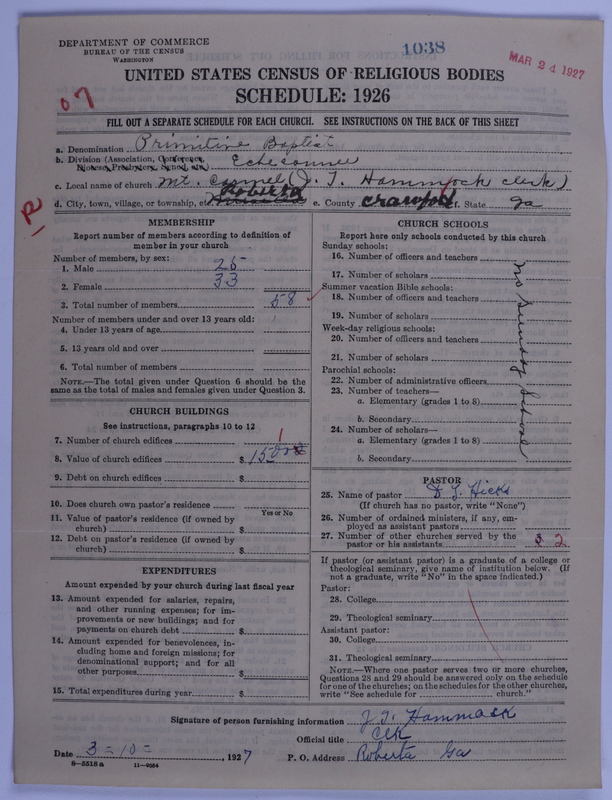 DEPARTMENT OF COMMERCE
BUREAU OF THE CENSUS
WASHINGTON
1038
MAR 24 1927
UNITED STATES CENSUS OF RELIGIOUS BODIES
SCHEDULE: 1926
07
FILL OUT A SEPARATE SCHEDULE FOR EACH CHURCH. SEE INSTRUCTIONS ON THE BACK OF THIS SHEET
a. Denomination Primitive Baptist
b. Division (Association, Conference, Diocese, Presbytery, Synod, etc.) Echeconnee
c. Local name of church Mt. Carmel (J. T. Hammock clerk)
d. City, town, village, or township, etc. Roberta e. County Crawford f. State Ga
MEMBERSHIP
Report number of members according to definition of
member in your church
Number of members, by sex:
1. Male 25
2. Female 33
3. Total number of members 58
Number of members under and over 13 years old:
4. Under 13 years of age
5. 13 years old and over
6. Total number of members
NOTE.—The total given under Question 6 should be the
same as the total of males and females given under Question 3.
CHURCH BUILDINGS
See instructions, paragraphs 10 to 12
7. Number of church edifices 1
8. Value of church edifices $ 1500
9. Debt on church edifices $
10. Does church own pastor's residence
Yes or No
11. Value of pastor's residence (if owned by
church) $
12. Debt on pastor's residence (if owned by
church) $
EXPENDITURES
Amount expended by your church during last fiscal year
13. Amount expended for salaries, repairs,
and other running expenses; for im-
provements or new buildings; and for
payments on church debt $
14. Amount expended for benevolences, in-
cluding home and foreign missions; for
denominational support; and for all
other purposes $
15. Total expenditures during year $
CHURCH SCHOOLS
Report here only schools conducted by this church
Sunday schools:
16. Number of officers and teachers
17. Number of scholars
Summer vacation Bible schools:
18. Number of officers and teachers
19. Number of scholars
Week-day religious schools:
20. Number of officers and teachers
21. Number of scholars
Parochial schools:
22. Number of administrative officers
23. Number of teachers—
a. Elementary (grades 1 to 8)
b. Secondary
24. Number of scholars—
a. Elementary (grades 1 to 8)
b. Secondary
no Sunday School
PASTOR
25. Name of pastor Hicks
(If church has no pastor, write "None")
26. Number of ordained ministers, if any, em-
ployed as assistant pastors
27. Number of other churches served by the
pastor or his assistants 2
If pastor (or assistant pastor) is a graduate of a college or
theological seminary, give name of institution below. (If
not a graduate, write "No" in the space indicated.)
Pastor:
28. College
29. Theological seminary
Assistant pastor:
30. College
31. Theological seminary
NOTE.—Where one pastor serves two or more churches,
Questions 28 and 29 should be answered only on the schedule
for one of the churches; on the schedules for the other churches,
write "See schedule for church."
Signature of person furnishing information J. T. Hammack
Official title Clk
Date 3-10- , 1927 P. O. Address Roberta Ga
8-5518a 11-9584